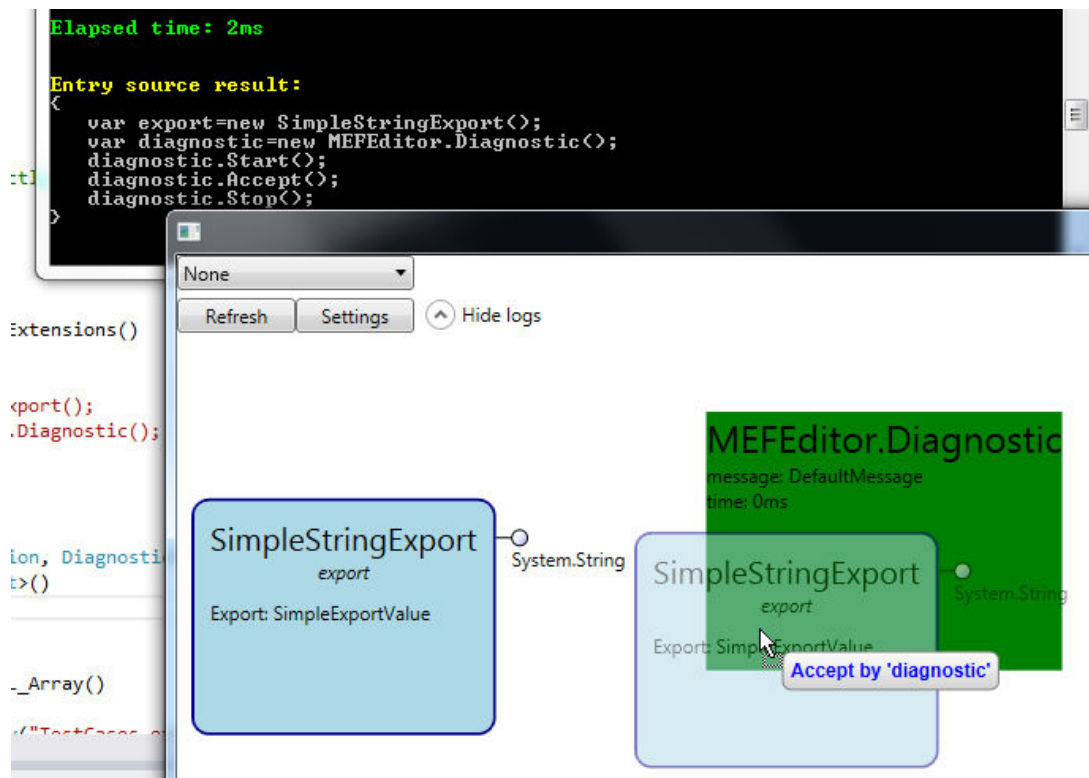 Elapsed time: 2ms
Entry source result:
{
var export=new SimpleStringExport();
var diagnostic=new MEFEditor.Diagnostic();
diagnostic.Start();
diagnostic.Accept();
diagnostic.Stop();
}
None
Refresh
Settings
Hide logs
Extensions()
xport();
.Diagnostic();
ion, Diagnosti
t>()
_Array()
MEFEditor.Diagnostic
message: DefaultMessage
time: 0ms
SimpleStringExport
export
Export: SimpleExportValue
System.String
SimpleStringExport
export
Export: SimpleExportValue
System.String
Accept by 'diagnostic'